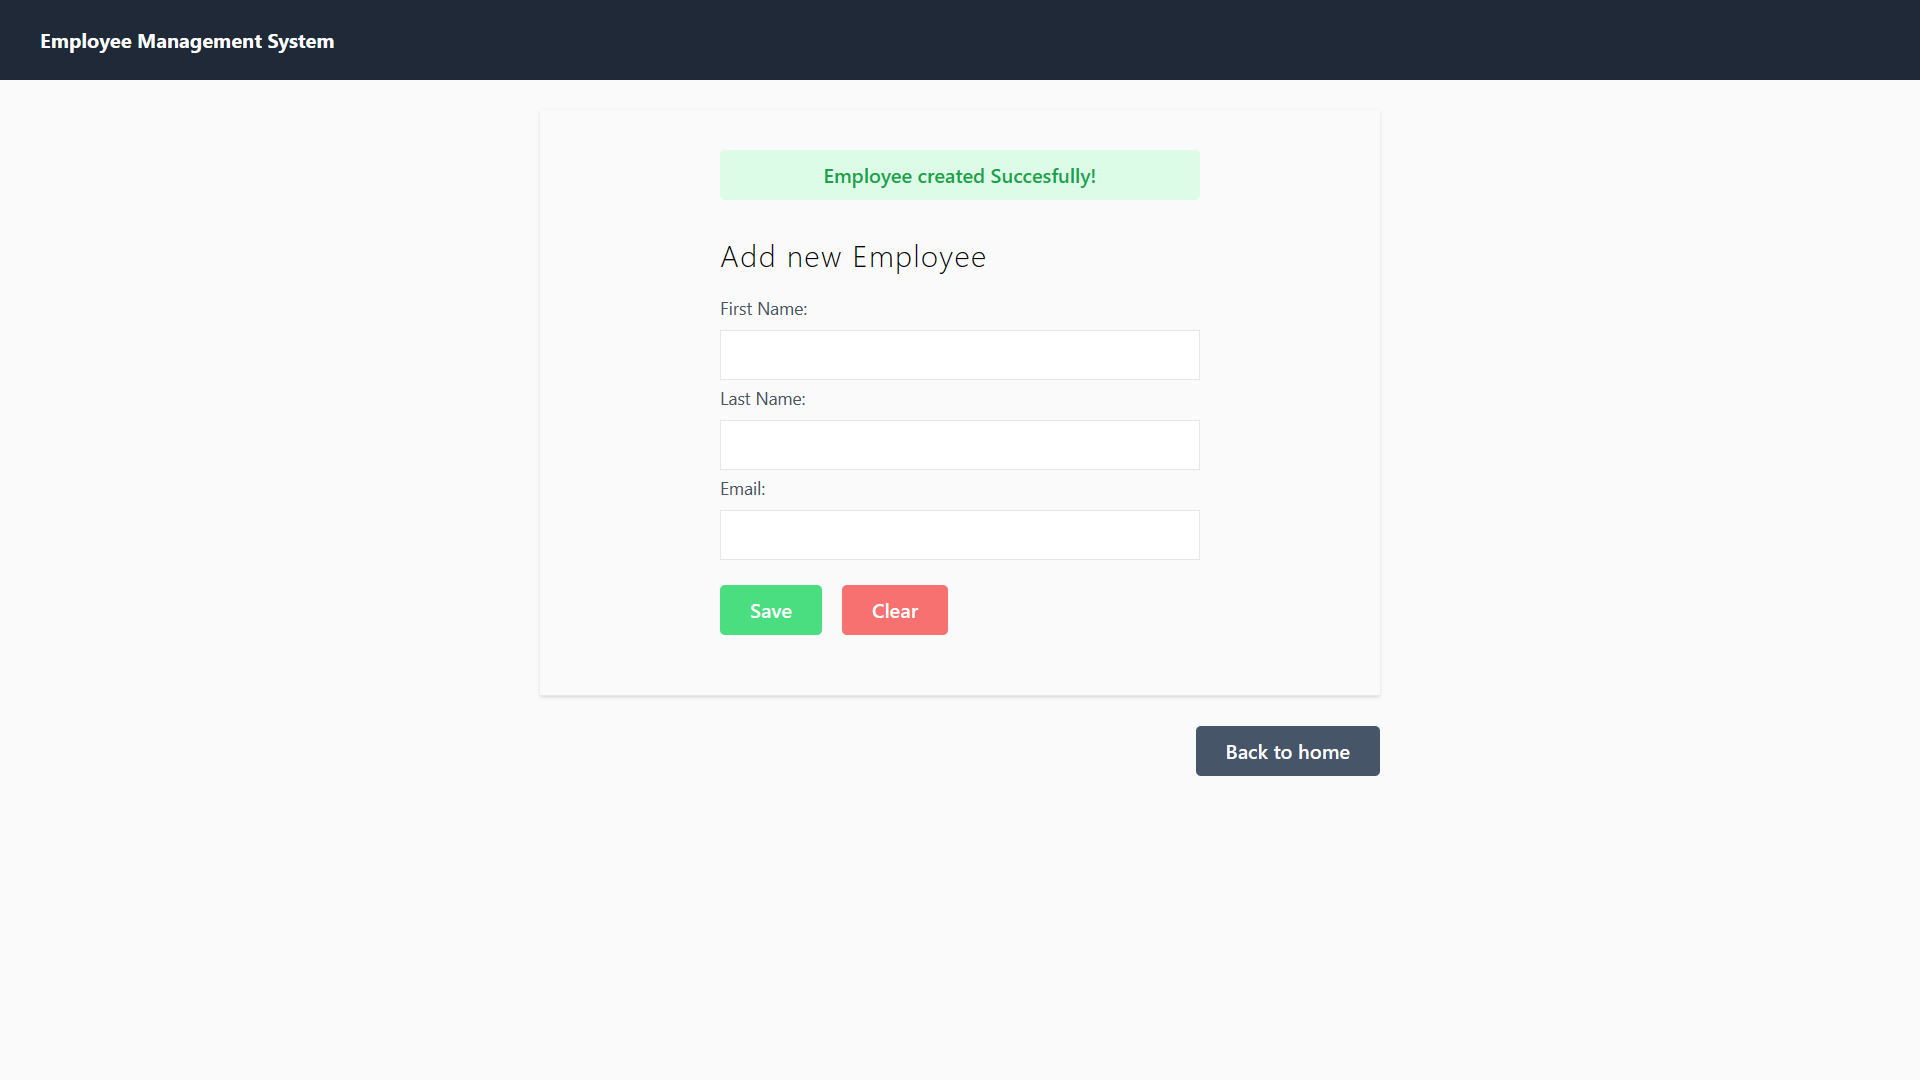 Employee Management System
Employee created Succesfully!
Add new Employee
First Name:
Last Name:
Email:
Save
Clear
Back to home